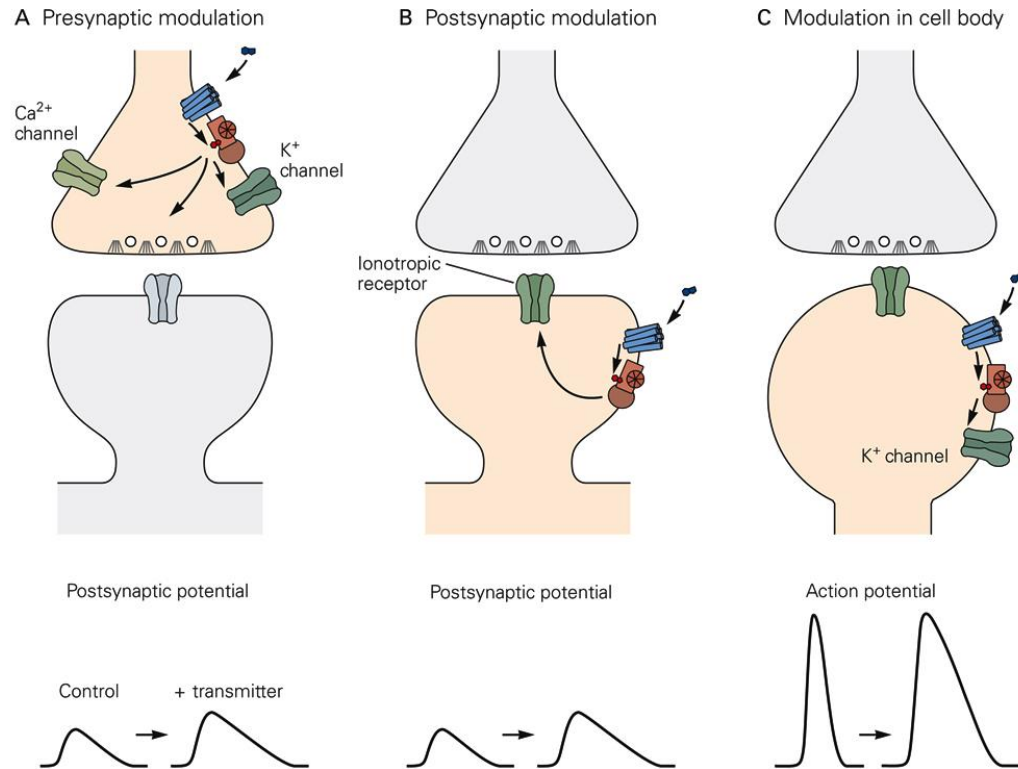 A Presynaptic modulation
Ca²⁺
channel
K⁺
channel
Postsynaptic potential
Control
+ transmitter
B Postsynaptic modulation
Ionotropic
receptor
Postsynaptic potential
C Modulation in cell body
K⁺ channel
Action potential